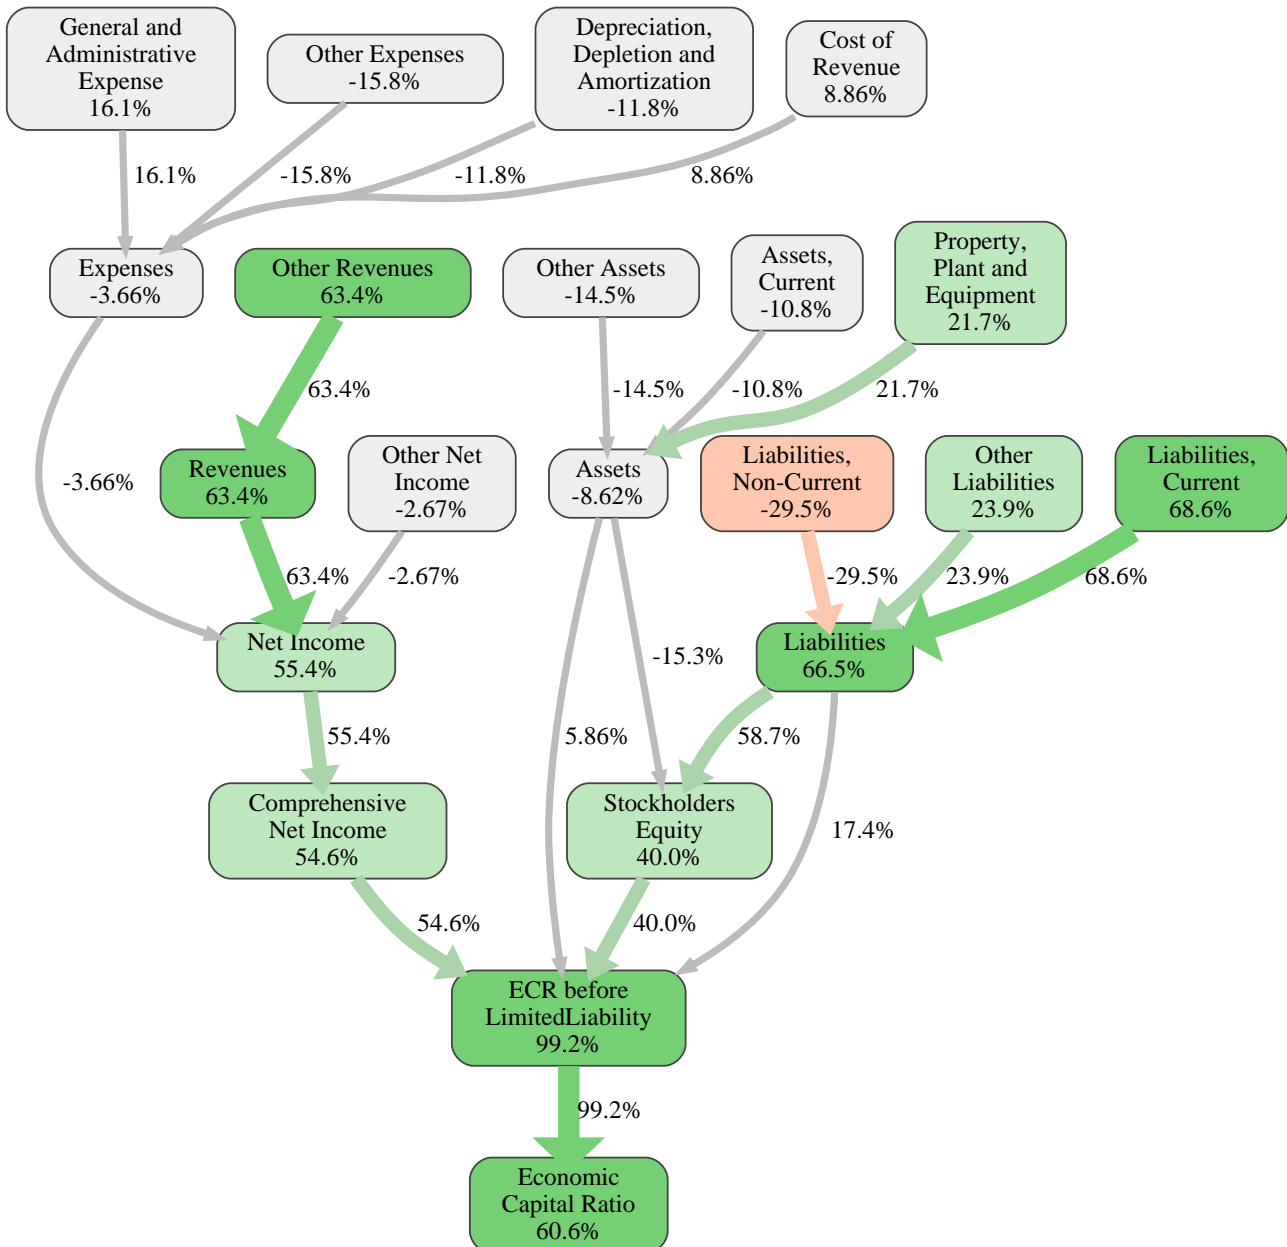 General and
Administrative
Expense
16.1%
Other Expenses
-15.8%
Depreciation,
Depletion and
Amortization
-11.8%
Cost of
Revenue
8.86%
16.1%
-15.8%
-11.8%
8.86%
Expenses
-3.66%
Other Revenues
63.4%
Other Assets
-14.5%
Assets,
Current
-10.8%
Property,
Plant and
Equipment
21.7%
63.4%
-14.5%
-10.8%
21.7%
-3.66%
Revenues
63.4%
Other Net
Income
-2.67%
Assets
-8.62%
Liabilities,
Non-Current
-29.5%
Other
Liabilities
23.9%
Liabilities,
Current
68.6%
63.4%
-2.67%
-29.5%
23.9%
68.6%
Net Income
55.4%
-15.3%
Liabilities
66.5%
55.4%
5.86%
58.7%
Comprehensive
Net Income
54.6%
Stockholders
Equity
40.0%
17.4%
54.6%
40.0%
ECR before
LimitedLiability
99.2%
99.2%
Economic
Capital Ratio
60.6%